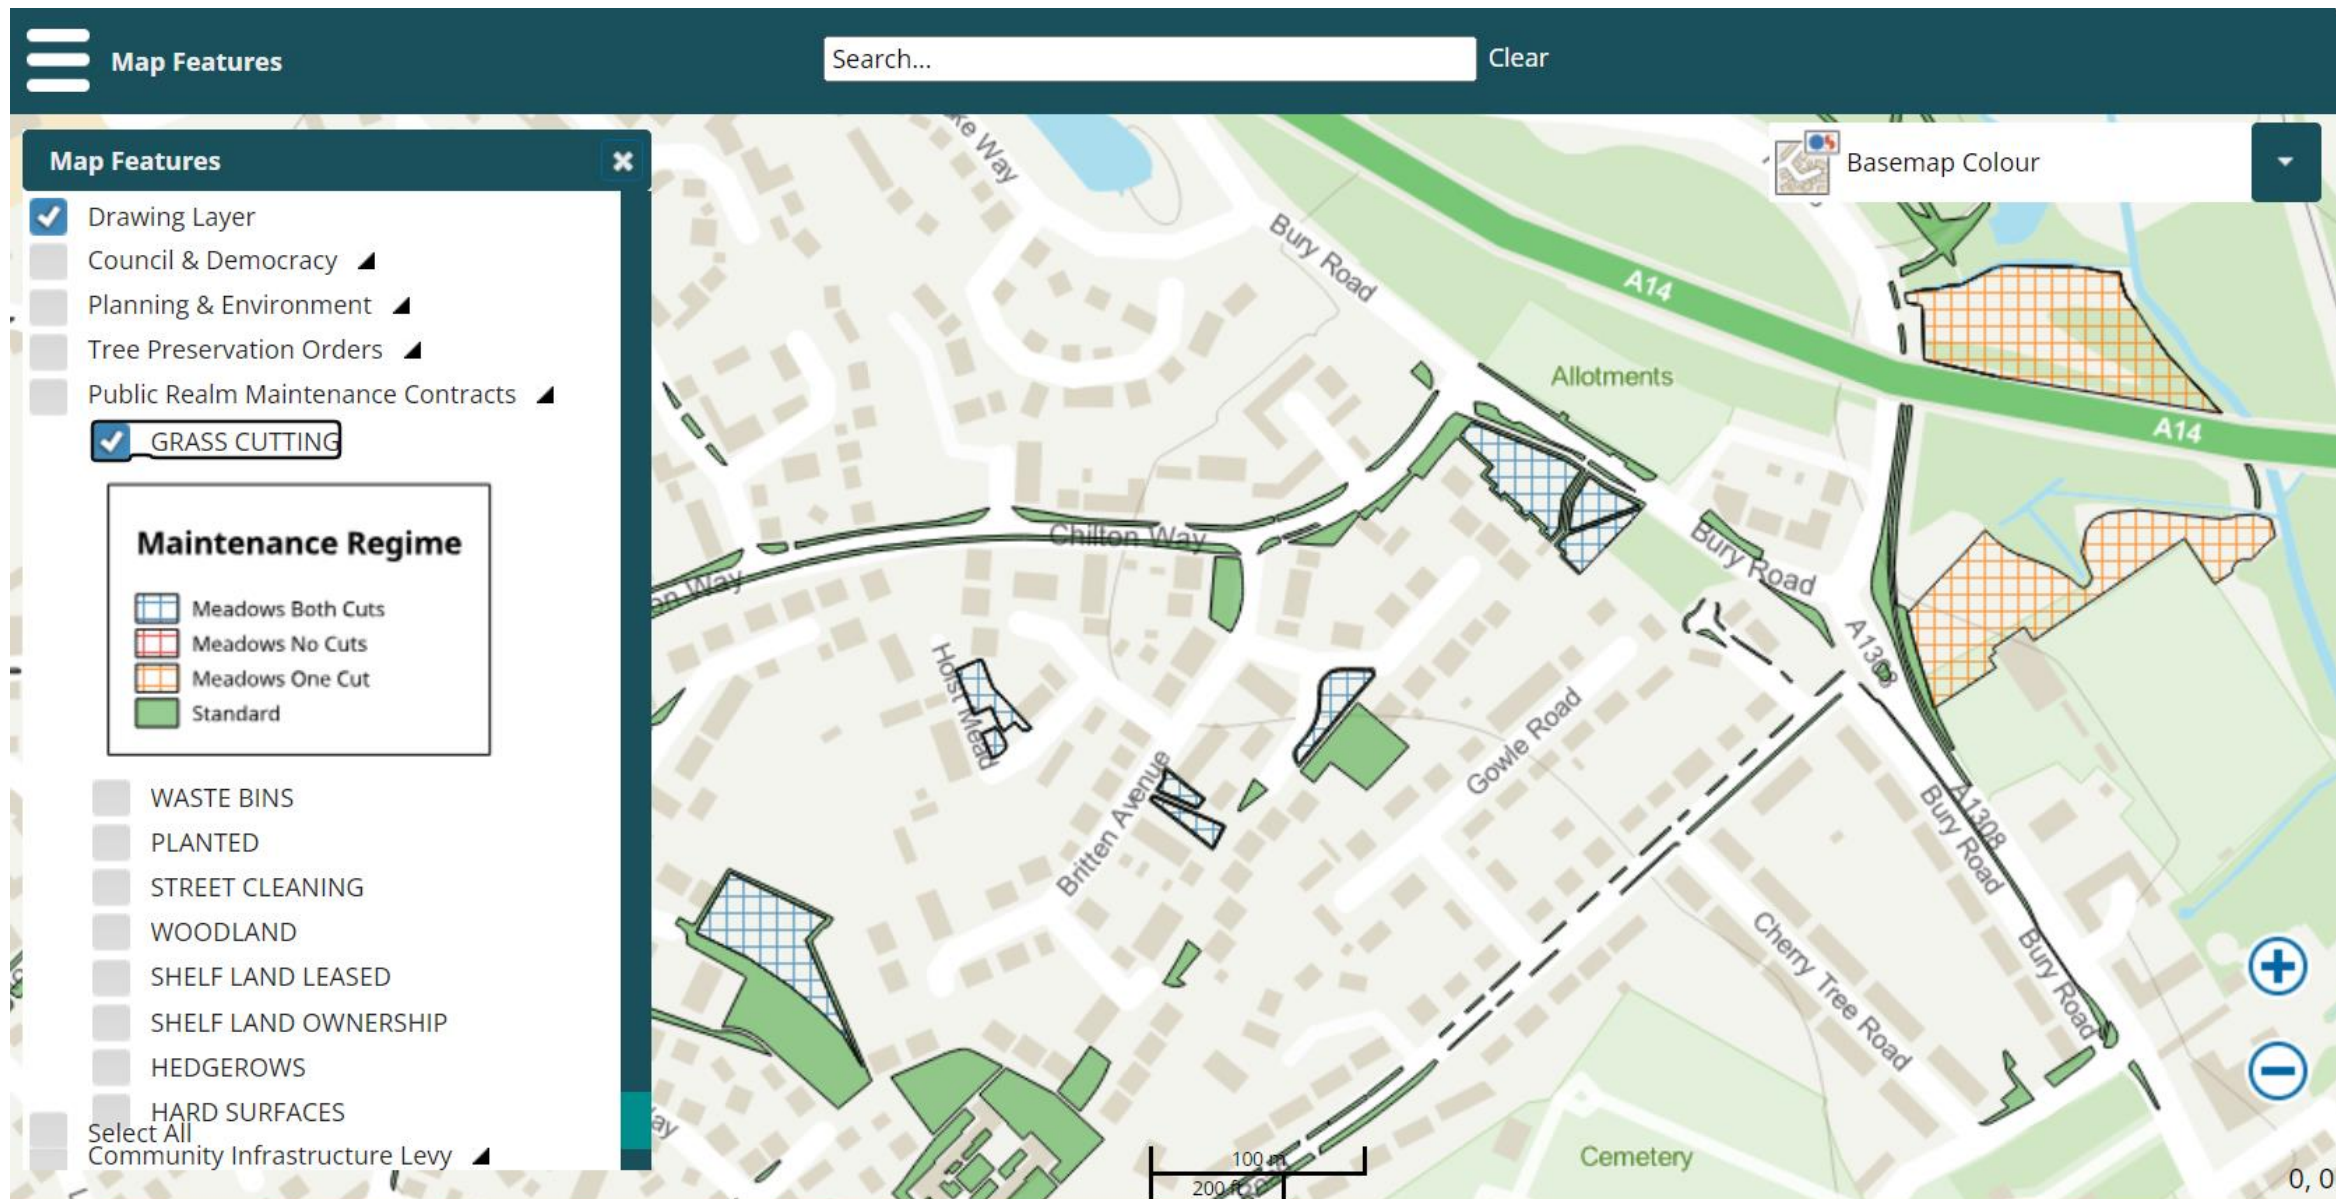 Map Features
Search...
Clear
Map Features
Basemap Colour
Drawing Layer
Council & Democracy
Planning & Environment
Tree Preservation Orders
Public Realm Maintenance Contracts
GRASS CUTTING
Maintenance Regime
Meadows Both Cuts
Meadows No Cuts
Meadows One Cut
Standard
WASTE BINS
PLANTED
STREET CLEANING
WOODLAND
SHELF LAND LEASED
SHELF LAND OWNERSHIP
HEDGEROWS
HARD SURFACES
Select All
Community Infrastructure Levy
Way
Bury Road
A14
Allotments
A14
Chilton Way
Way
Bury Road
A1308
Holst Mead
Gowle Road
Britten Avenue
A1308
Bury Road
Cherry Tree Road
Bury Road
Cemetery
100 m
200 ft
0, 0